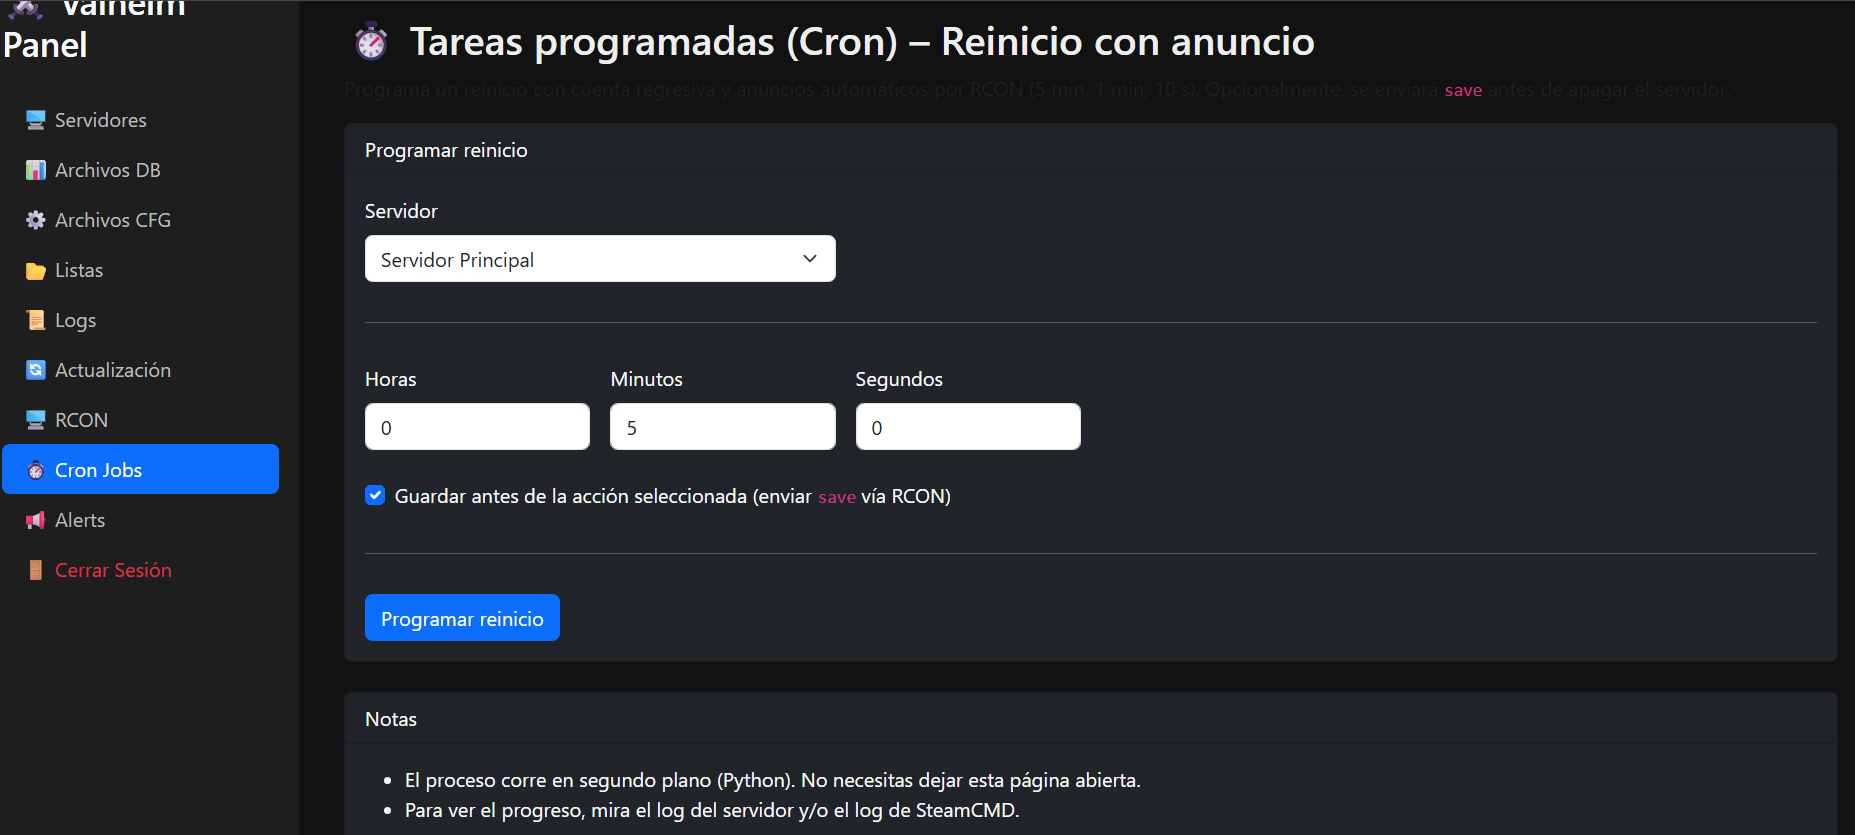 Valheim
Panel
Servidores
Archivos DB
Archivos CFG
Listas
Logs
Actualización
RCON
Cron Jobs
Alerts
Cerrar Sesión
Tareas programadas (Cron) – Reinicio con anuncio
Programa un reinicio con cuenta regresiva y anuncios automáticos por RCON (5 min, 1 min, 10 s). Opcionalmente, se enviará save antes de apagar el servidor.
Programar reinicio
Servidor
Servidor Principal
Horas Minutos Segundos
0 5 0
Guardar antes de la acción seleccionada (enviar save vía RCON)
Programar reinicio
Notas
El proceso corre en segundo plano (Python). No necesitas dejar esta página abierta.
Para ver el progreso, mira el log del servidor y/o el log de SteamCMD.